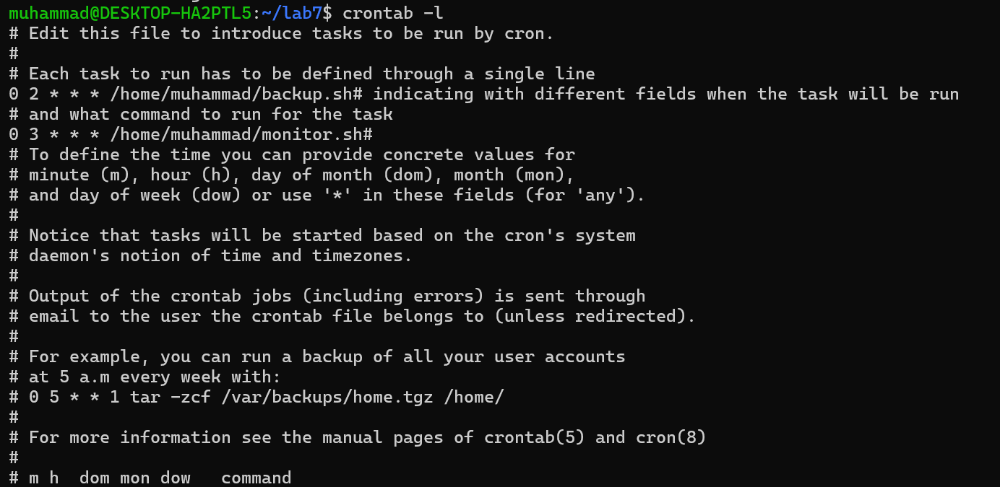 muhammad@DESKTOP-HA2PTL5:~/lab7$ crontab -l
# Edit this file to introduce tasks to be run by cron.
#
# Each task to run has to be defined through a single line
0 2 * * * /home/muhammad/backup.sh# indicating with different fields when the task will be run
# and what command to run for the task
0 3 * * * /home/muhammad/monitor.sh#
# To define the time you can provide concrete values for
# minute (m), hour (h), day of month (dom), month (mon),
# and day of week (dow) or use '*' in these fields (for 'any').
#
# Notice that tasks will be started based on the cron's system
# daemon's notion of time and timezones.
#
# Output of the crontab jobs (including errors) is sent through
# email to the user the crontab file belongs to (unless redirected).
#
# For example, you can run a backup of all your user accounts
# at 5 a.m every week with:
# 0 5 * * 1 tar -zcf /var/backups/home.tgz /home/
#
# For more information see the manual pages of crontab(5) and cron(8)
#
# m h  dom mon dow   command